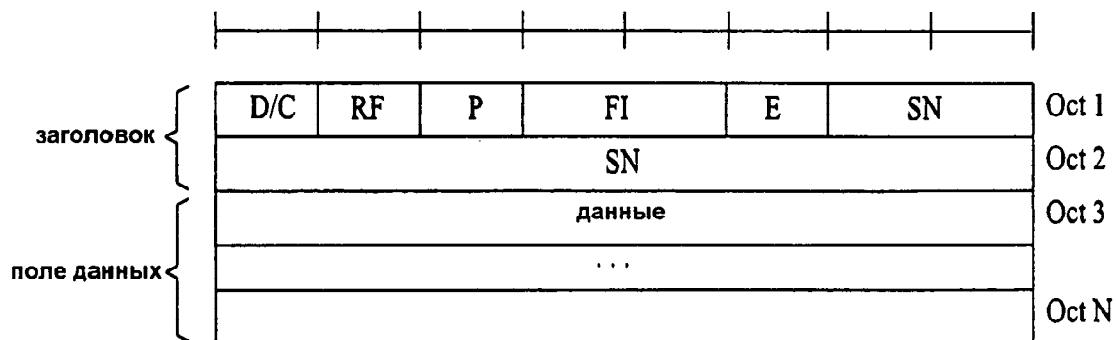 D/C RF P FI E SN Oct 1
заголовок
SN Oct 2
данные Oct 3
поле данных
...
Oct N